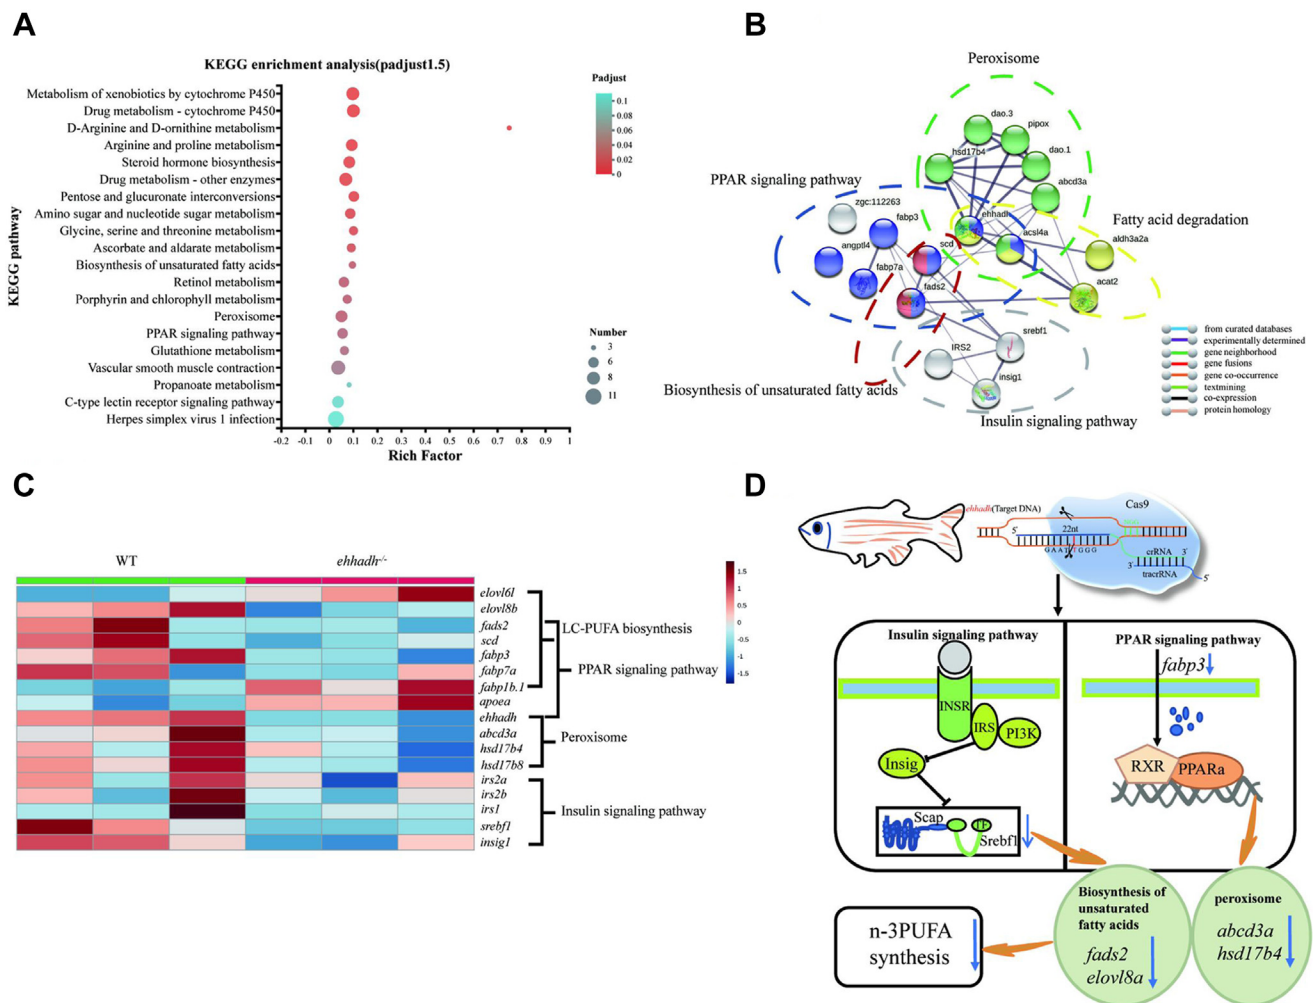 A
KEGG enrichment analysis(padjust1.5)
KEGG pathway
Metabolism of xenobiotics by cytochrome P450
Drug metabolism - cytochrome P450
D-Arginine and D-ornithine metabolism
Arginine and proline metabolism
Steroid hormone biosynthesis
Drug metabolism - other enzymes
Pentose and glucuronate interconversions
Amino sugar and nucleotide sugar metabolism
Glycine, serine and threonine metabolism
Ascorbate and aldarate metabolism
Biosynthesis of unsaturated fatty acids
Retinol metabolism
Porphyrin and chlorophyll metabolism
Peroxisome
PPAR signaling pathway
Glutathione metabolism
Vascular smooth muscle contraction
Propanoate metabolism
C-type lectin receptor signaling pathway
Herpes simplex virus 1 infection
-0.2 -0.1 0 0.1 0.2 0.3 0.4 0.5 0.6 0.7 0.8 0.9 1
Rich Factor
Padjust
0.1
0.08
0.06
0.04
0.02
0
Number
3
6
8
11
B
Peroxisome
dao.3
pipox
hsd17b4
dao.1
abcd3a
PPAR signaling pathway
zgc:112263
fabp3
ehhadh
acsl4a
Fatty acid degradation
aldh3a2a
angptl4
scd
fabp7a
fads2
acat2
srebf1
IRS2
insig1
Biosynthesis of unsaturated fatty acids
Insulin signaling pathway
from curated databases
experimentally determined
gene neighborhood
gene fusions
gene co-occurrence
textmining
co-expression
protein homology
C
WT
ehhadh-/-
elovl6l
elovl8b
fads2
scd
fabp3
fabp7a
fabp1b.1
apoea
ehhadh
abcd3a
hsd17b4
hsd17b8
irs2a
irs2b
irs1
srebf1
insig1
LC-PUFA biosynthesis
PPAR signaling pathway
Peroxisome
Insulin signaling pathway
1.5
1
0.5
0
-0.5
-1
-1.5
D
Cas9
ehhadh(Target DNA)
5'
22nt
GAATTGGG
crRNA
3'
3'
tracrRNA
5'
Insulin signaling pathway
INSR
IRS
PI3K
Insig
Scap
TF
Srebf1
PPAR signaling pathway
fabp3
RXR
PPARa
Biosynthesis of
unsaturated
fatty acids
fads2
elovl8a
peroxisome
abcd3a
hsd17b4
n-3PUFA
synthesis